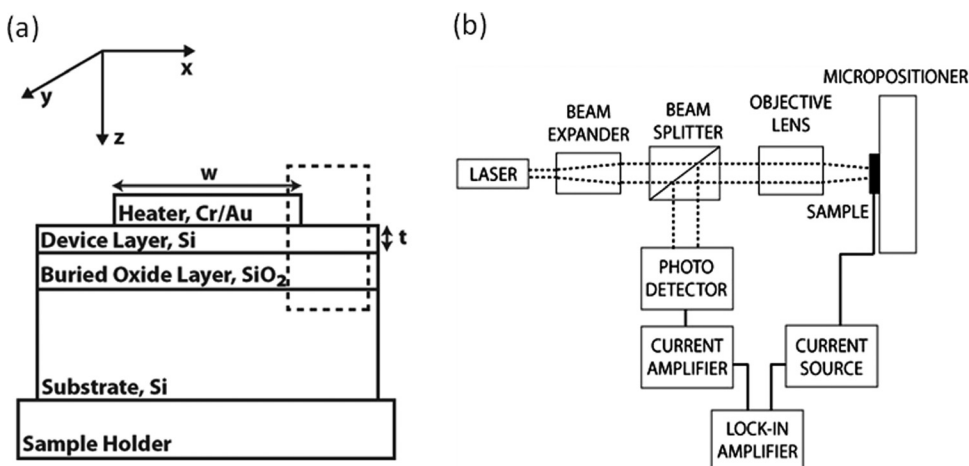 (a)
x
y
z
w
Heater, Cr/Au
Device Layer, Si
t
Buried Oxide Layer, SiO₂
Substrate, Si
Sample Holder
(b)
MICROPOSITIONER
BEAM
EXPANDER
BEAM
SPLITTER
OBJECTIVE
LENS
LASER
SAMPLE
PHOTO
DETECTOR
CURRENT
AMPLIFIER
CURRENT
SOURCE
LOCK-IN
AMPLIFIER